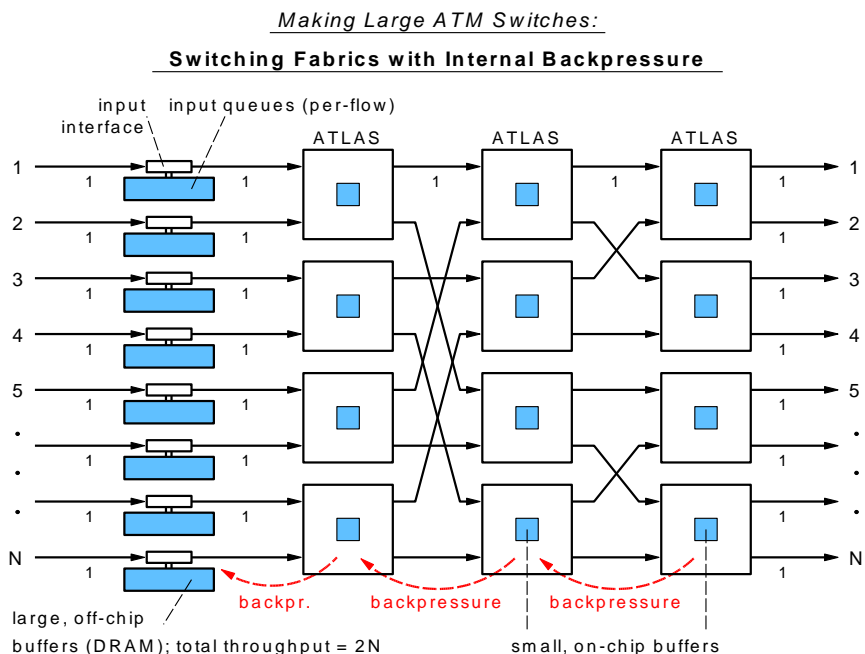 Making Large ATM Switches:
Switching Fabrics with Internal Backpressure
input interface
input queues (per-flow)
ATLAS ATLAS ATLAS
1 1 1 1 1 1 1
2 1 1 1 2
3 1 1 1 3
4 1 1 1 4
5 1 1 1 5
. 1 1 1 .
. 1 1 1 .
. .
N 1 N
1
backpr. backpressure backpressure
large, off-chip
buffers (DRAM); total throughput = 2N
small, on-chip buffers